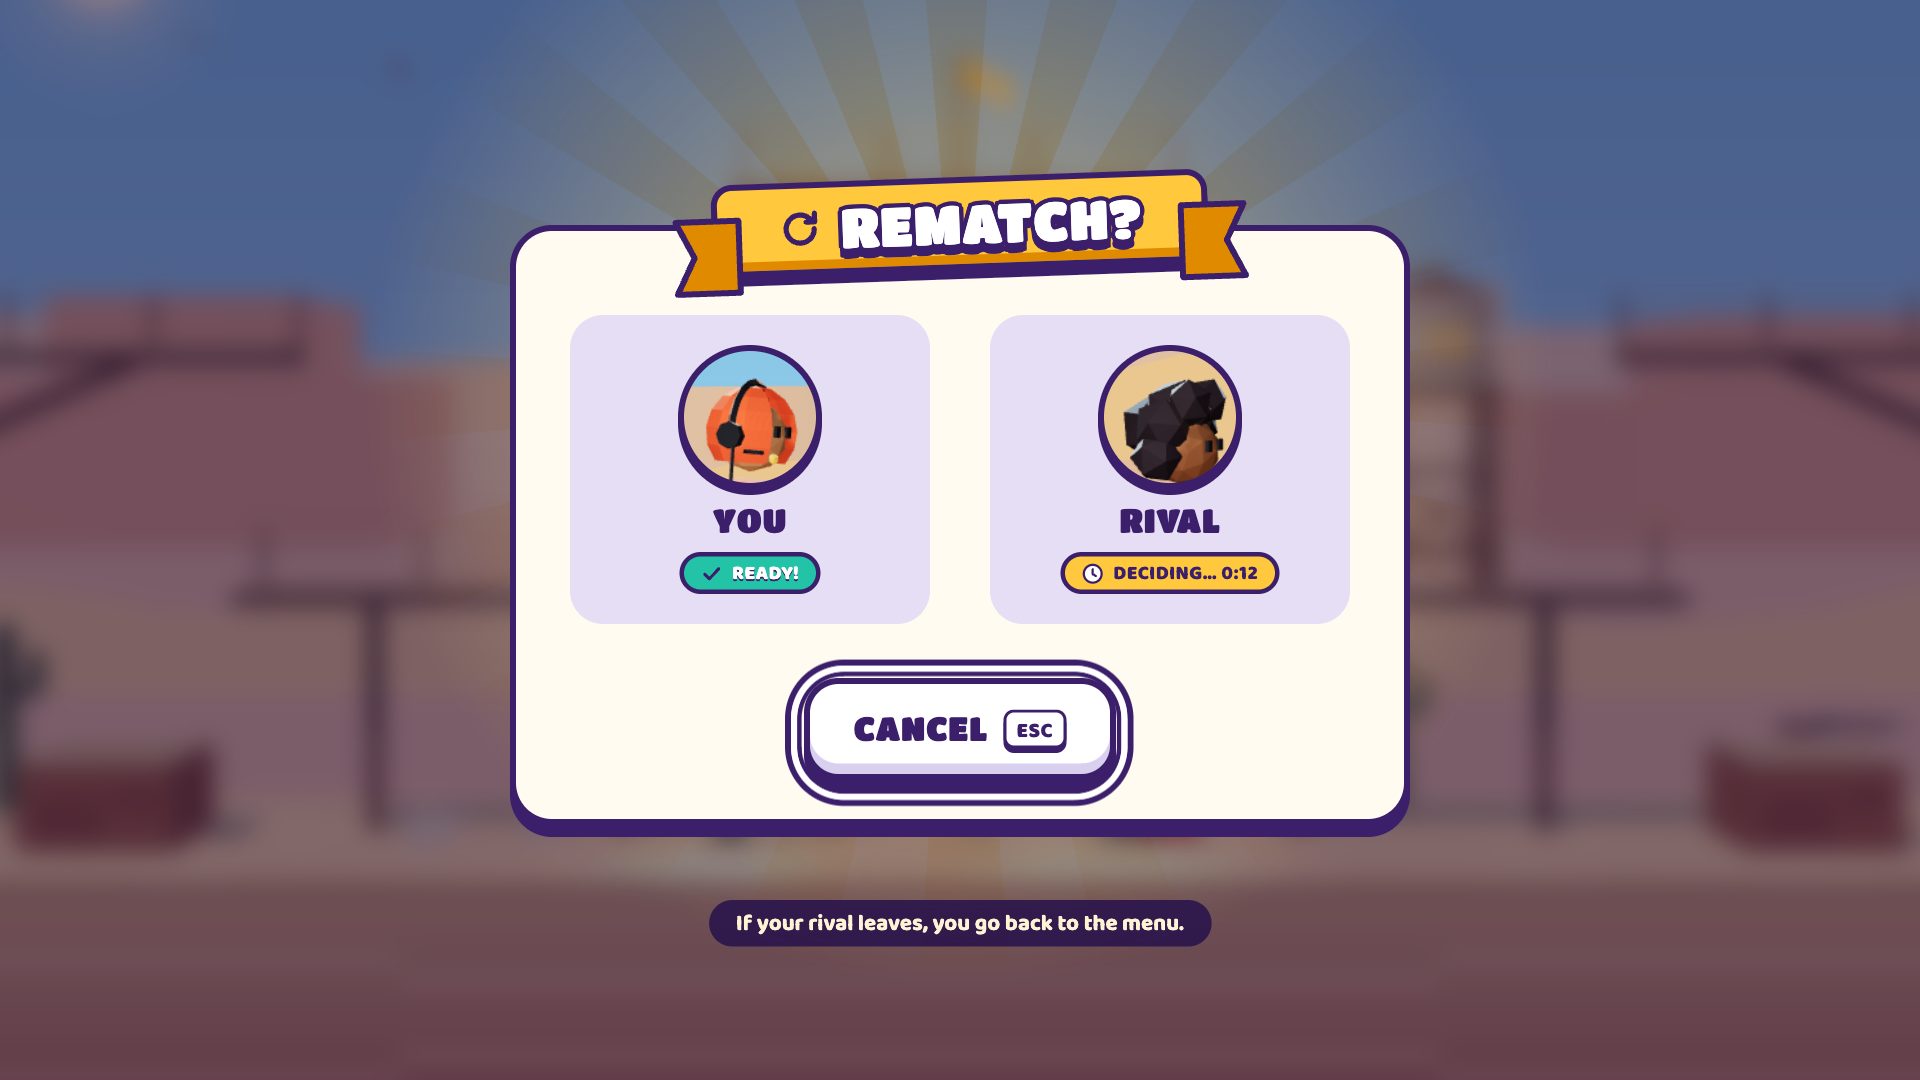 REMATCH?
YOU
READY!
RIVAL
DECIDING... 0:12
CANCEL ESC
If your rival leaves, you go back to the menu.